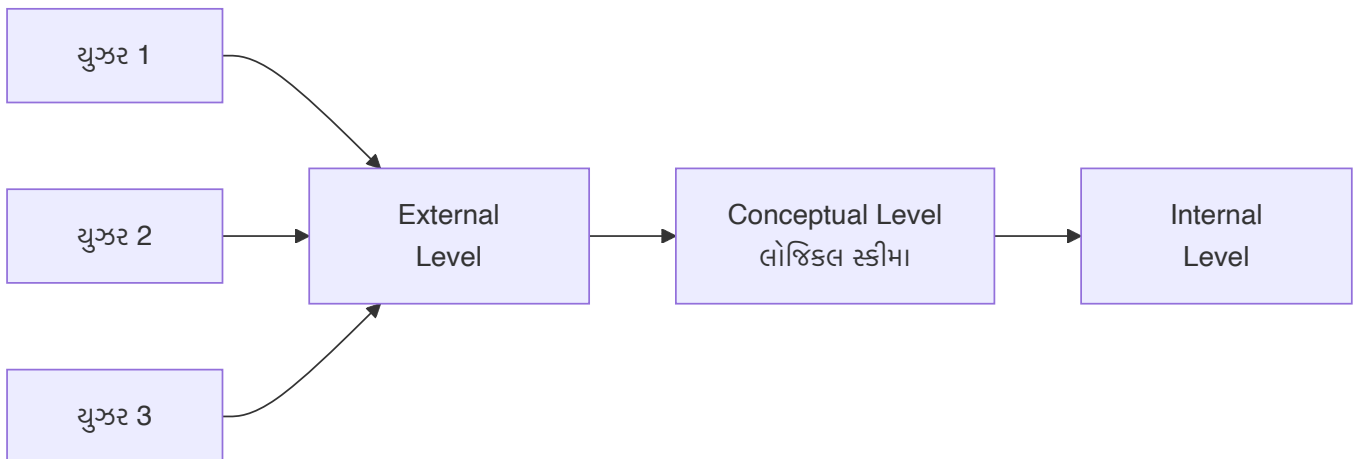 યુઝર 1
યુઝર 2
યુઝર 3
External
Level
Conceptual Level
લોજિકલ સ્કીમા
Internal
Level